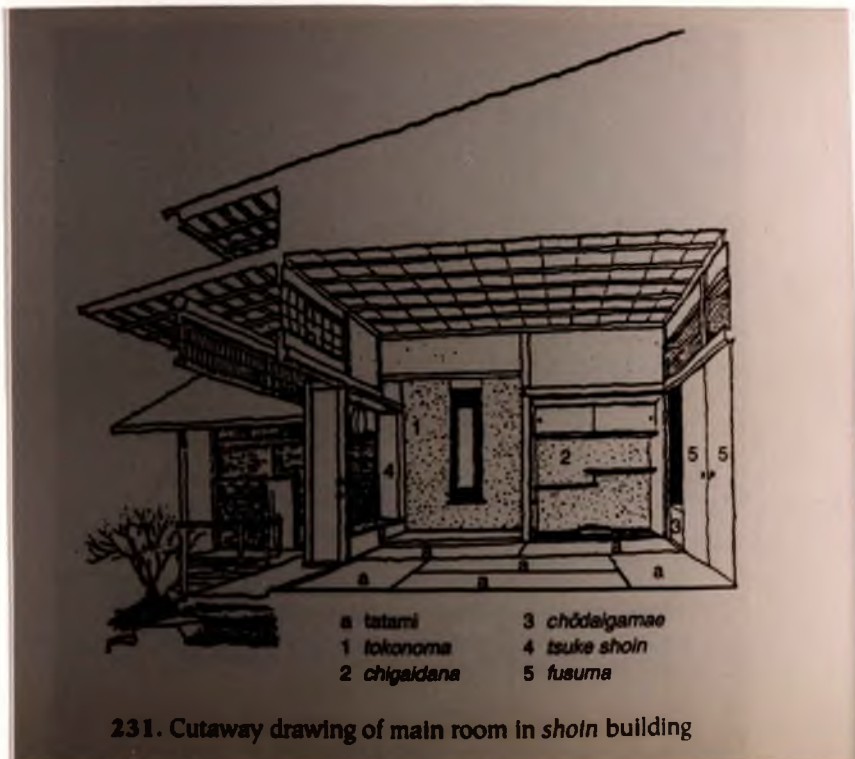 1
2
4
5 5
3
a a
a
a a a
a tatami 3 chōdaigamae
1 tokonoma 4 tsuke shoin
2 chigaidana 5 fusuma
231. Cutaway drawing of main room in shoin building